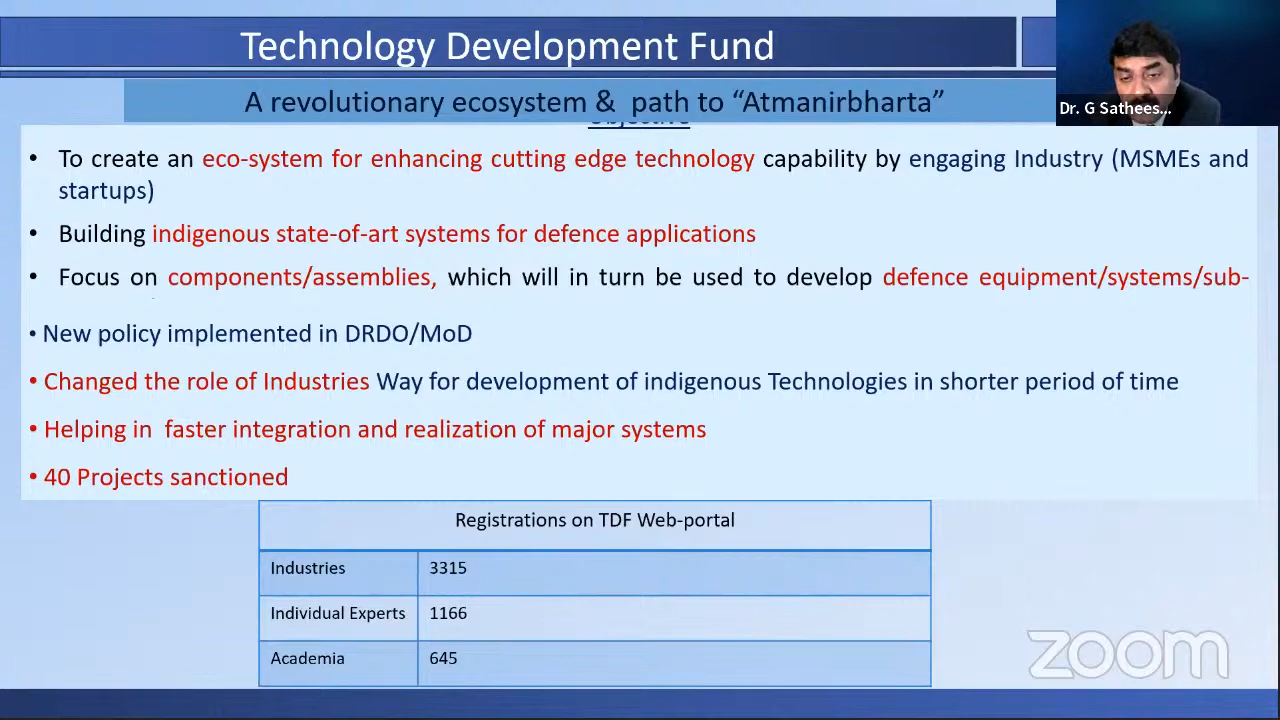 Technology Development Fund
A revolutionary ecosystem & path to “Atmanirbharta”
Dr. G Sathees...
Objective
• To create an eco-system for enhancing cutting edge technology capability by engaging Industry (MSMEs and
startups)
• Building indigenous state-of-art systems for defence applications
• Focus on components/assemblies, which will in turn be used to develop defence equipment/systems/sub-
• New policy implemented in DRDO/MoD
• Changed the role of Industries Way for development of indigenous Technologies in shorter period of time
• Helping in faster integration and realization of major systems
• 40 Projects sanctioned
Registrations on TDF Web-portal
Industries 3315
Individual Experts 1166
Academia 645
zoom